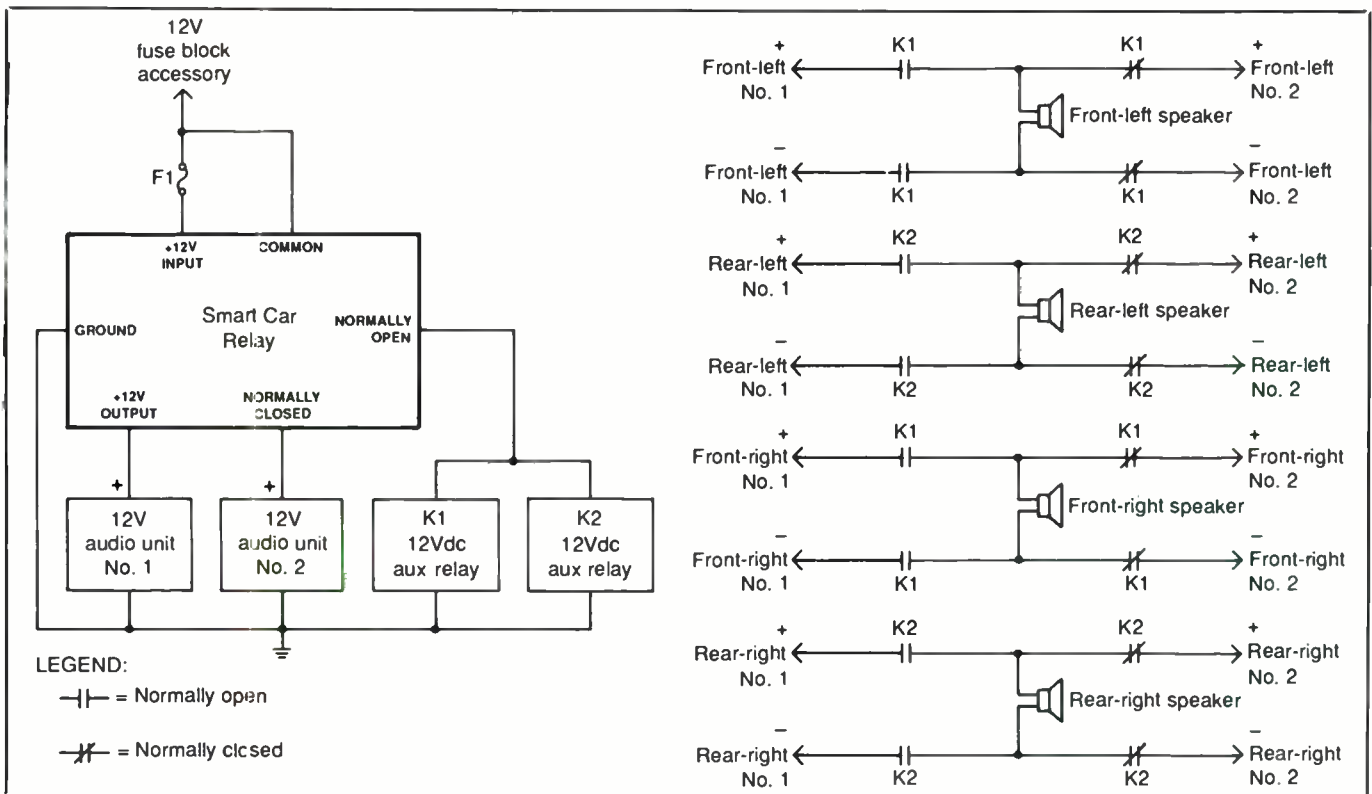 12V
fuse block
accessory
F1
+12V
INPUT
COMMON
GROUND
Smart Car
Relay
NORMALLY
OPEN
+12V
OUTPUT
NORMALLY
CLOSED
+
12V
audio unit
No. 1
+
12V
audio unit
No. 2
K1
12Vdc
aux relay
K2
12Vdc
aux relay
LEGEND:
= Normally open
= Normally closed
+
Front-left
No. 1
K1
K1
+
Front-left
No. 2
Front-left speaker
–
Front-left
No. 1
K1
K1
–
Front-left
No. 2
+
Rear-left
No. 1
K2
K2
+
Rear-left
No. 2
Rear-left speaker
–
Rear-left
No. 1
K2
K2
–
Rear-left
No. 2
+
Front-right
No. 1
K1
K1
+
Front-right
No. 2
Front-right speaker
–
Front-right
No. 1
K1
K1
–
Front-right
No. 2
+
Rear-right
No. 1
K2
K2
+
Rear-right
No. 2
Rear-right speaker
–
Rear-right
No. 1
K2
K2
–
Rear-right
No. 2